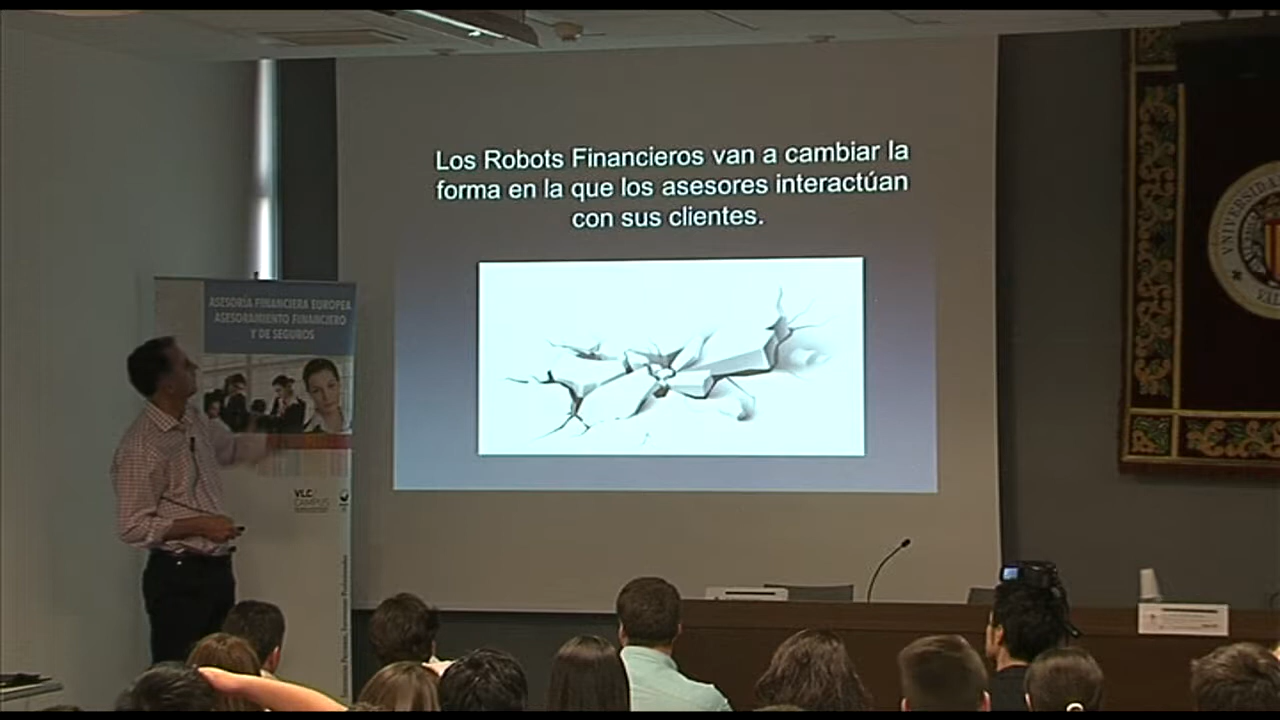 Los Robots Financieros van a cambiar la
forma en la que los asesores interactúan
con sus clientes.
ASESORÍA FINANCIERA EUROPEA
ASESORAMIENTO FINANCIERO
Y DE SEGUROS
VLC
CAMPUS